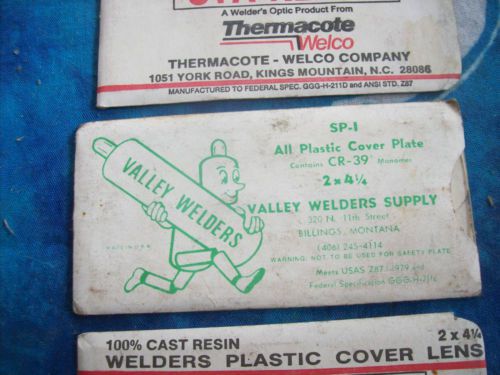 A Welder's Optic Product From
Thermacote
Welco
THERMACOTE - WELCO COMPANY
1051 YORK ROAD, KINGS MOUNTAIN, N.C. 28086
MANUFACTURED TO FEDERAL SPEC. GGG-H-211D and ANSI STD. Z87
SP-1
All Plastic Cover Plate
Contains CR-39 Monomer
2 x 4¼
VALLEY WELDERS
VALLEY WELDERS SUPPLY
320 N. 11th Street
BILLINGS, MONTANA
(406) 245-4114
WARNING: NOT TO BE USED FOR SAFETY PLATE
Meets USAS Z87.1-1979 and
Federal Specification GGG-H-211
100% CAST RESIN
2 x 4¼
WELDERS PLASTIC COVER LENS